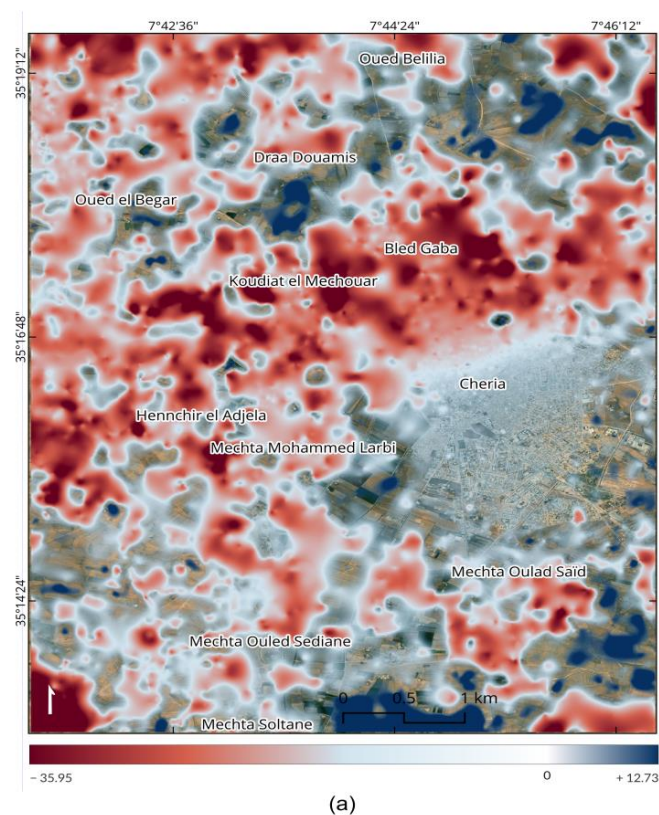 7°42'36" 7°44'24" 7°46'12"
35°19'12"
35°16'48"
35°14'24"
Oued Belilia
Draa Douamis
Oued el Begar
Bled Gaba
Koudiat el Mechouar
Cheria
Hennchir el Adjela
Mechta Mohammed Larbi
Mechta Oulad Saïd
Mechta Ouled Sediane
0 0.5 1 km
Mechta Soltane
− 35.95 0 + 12.73
(a)